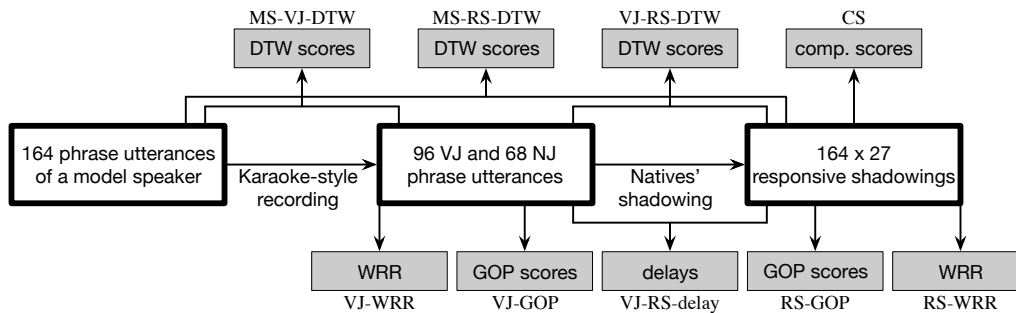 MS-VJ-DTW
MS-RS-DTW
VJ-RS-DTW
CS
DTW scores
DTW scores
DTW scores
comp. scores
164 phrase utterances
of a model speaker
Karaoke-style
recording
96 VJ and 68 NJ
phrase utterances
Natives'
shadowing
164 x 27
responsive shadowings
WRR
GOP scores
delays
GOP scores
WRR
VJ-WRR
VJ-GOP
VJ-RS-delay
RS-GOP
RS-WRR